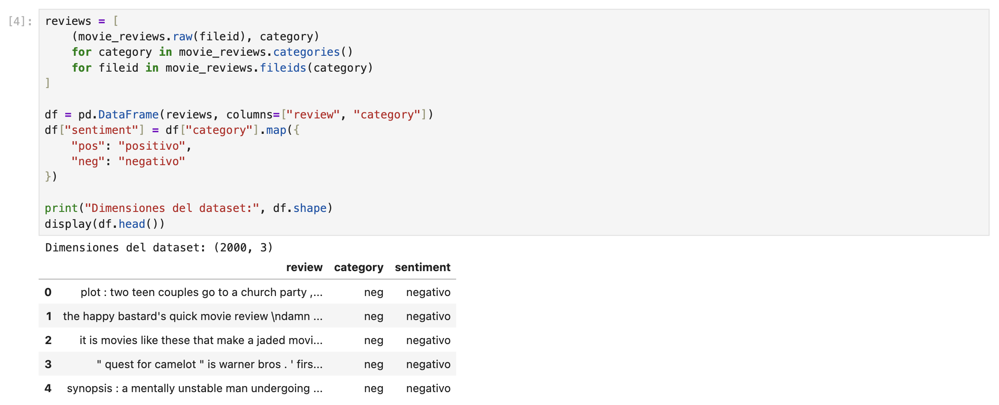 [4]:
reviews = [
    (movie_reviews.raw(fileid), category)
    for category in movie_reviews.categories()
    for fileid in movie_reviews.fileids(category)
]

df = pd.DataFrame(reviews, columns=["review", "category"])
df["sentiment"] = df["category"].map({
    "pos": "positivo",
    "neg": "negativo"
})

print("Dimensiones del dataset:", df.shape)
display(df.head())
Dimensiones del dataset: (2000, 3)
review category sentiment
0 plot : two teen couples go to a church party ,... neg negativo
1 the happy bastard's quick movie review \ndamn ... neg negativo
2 it is movies like these that make a jaded movi... neg negativo
3 " quest for camelot " is warner bros . ' firs... neg negativo
4 synopsis : a mentally unstable man undergoing ... neg negativo